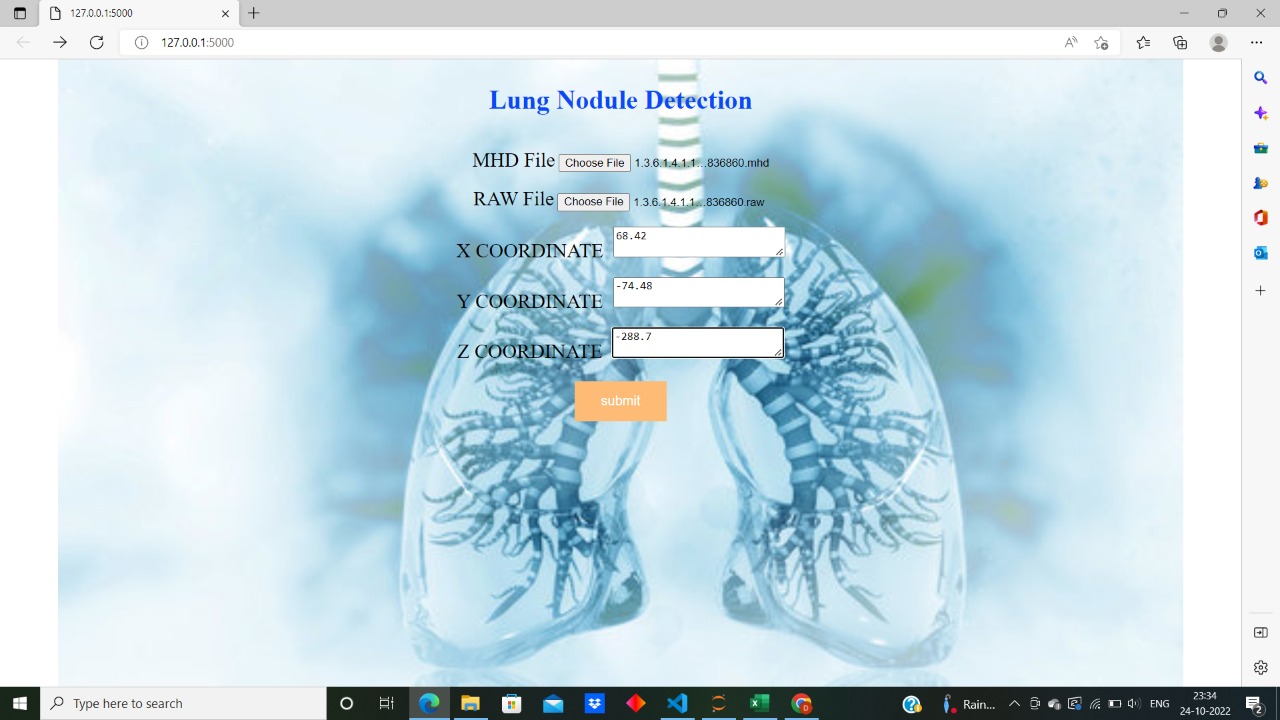 127.0.0.1:5000
127.0.0.1:5000
Lung Nodule Detection
MHD File Choose File 1.3.6.1.4.1.1...836860.mhd
RAW File Choose File 1.3.6.1.4.1.1...836860.raw
X COORDINATE 68.42
Y COORDINATE -74.48
Z COORDINATE -288.7
submit
Type here to search
Rain...
ENG
23:34
24-10-2022
2